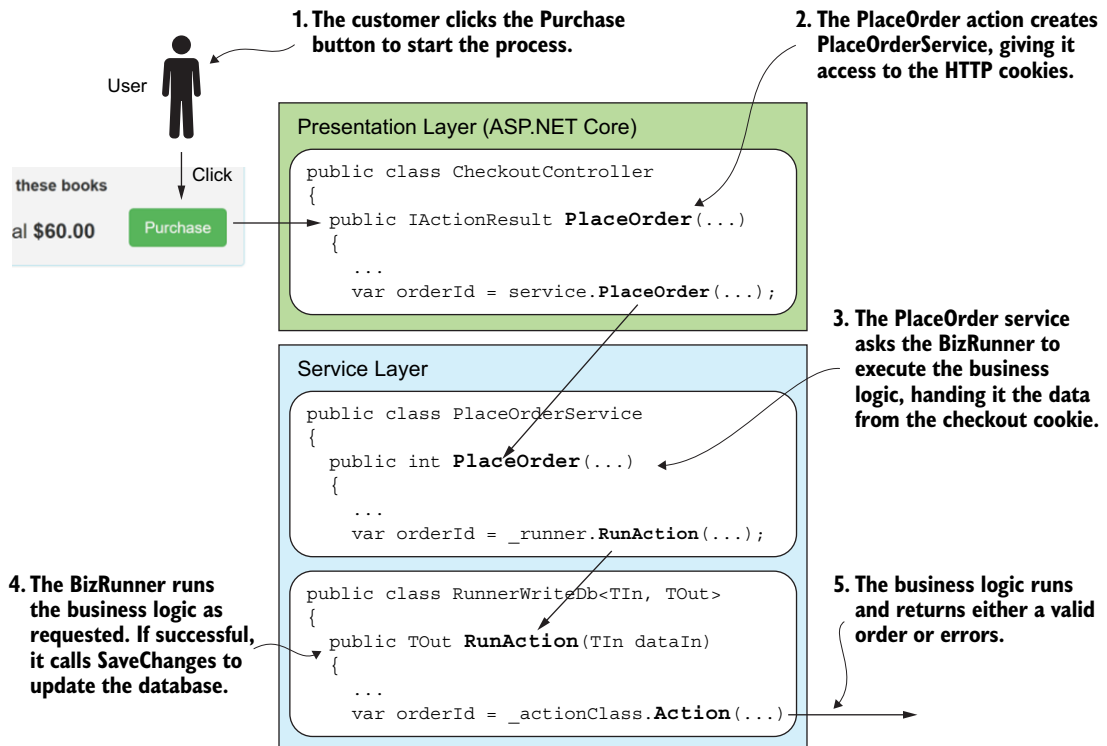 1. The customer clicks the Purchase
button to start the process.
2. The PlaceOrder action creates
PlaceOrderService, giving it
access to the HTTP cookies.
User
Click
these books
al $60.00
Purchase
Presentation Layer (ASP.NET Core)
public class CheckoutController
{
public IActionResult PlaceOrder(...)
{
...
var orderId = service.PlaceOrder(...);
3. The PlaceOrder service
asks the BizRunner to
execute the business
logic, handing it the data
from the checkout cookie.
Service Layer
public class PlaceOrderService
{
public int PlaceOrder(...)
{
...
var orderId = _runner.RunAction(...);
4. The BizRunner runs
the business logic as
requested. If successful,
it calls SaveChanges to
update the database.
public class RunnerWriteDb<TIn, TOut>
{
public TOut RunAction(TIn dataIn)
{
...
var orderId = _actionClass.Action(...)
5. The business logic runs
and returns either a valid
order or errors.